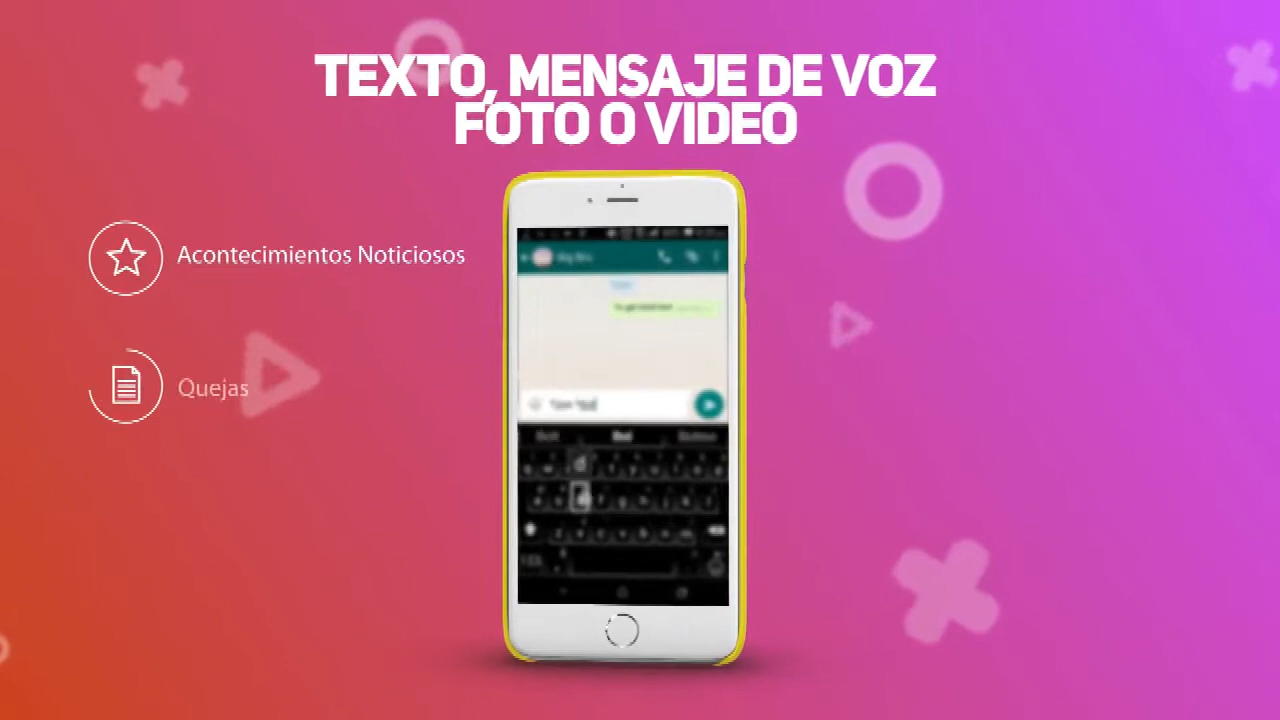 TEXTO, MENSAJE DE VOZ
FOTO O VIDEO
Acontecimientos Noticiosos
Quejas